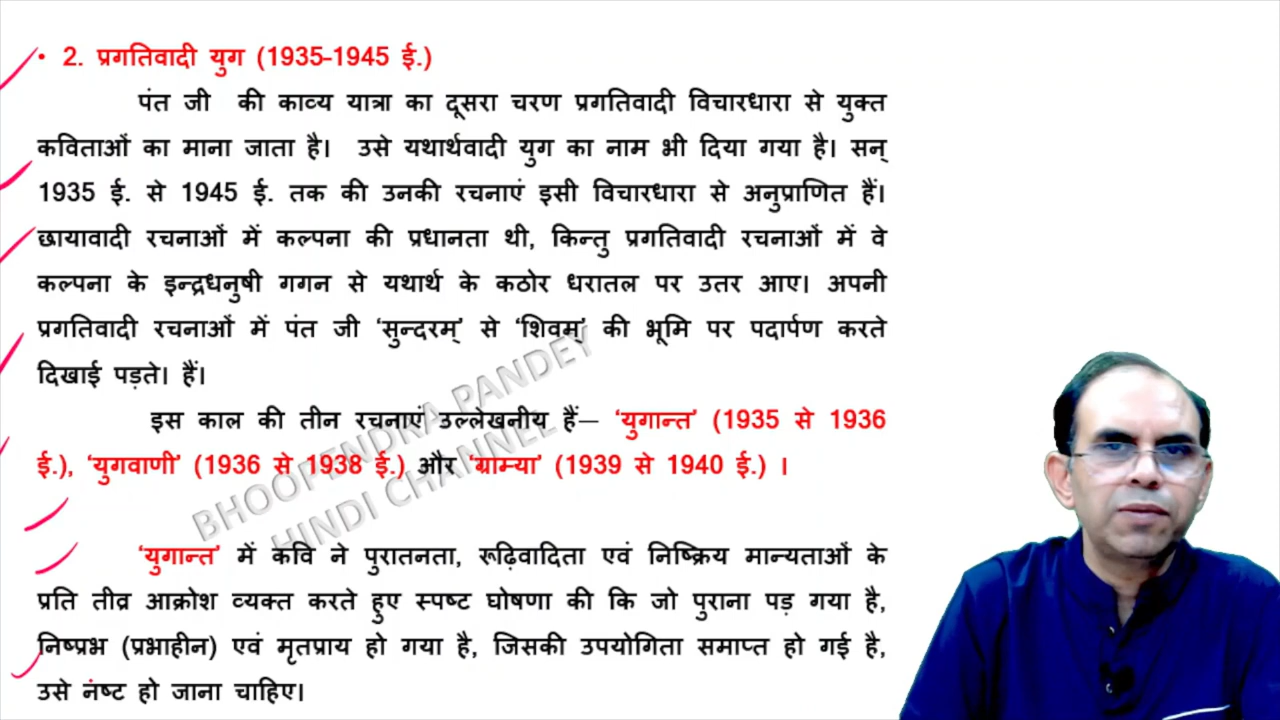 • 2. प्रगतिवादी युग (1935-1945 ई.)
पंत जी की काव्य यात्रा का दूसरा चरण प्रगतिवादी विचारधारा से युक्त
कविताओं का माना जाता है। उसे यथार्थवादी युग का नाम भी दिया गया है। सन्
1935 ई. से 1945 ई. तक की उनकी रचनाएं इसी विचारधारा से अनुप्राणित हैं।
छायावादी रचनाओं में कल्पना की प्रधानता थी, किन्तु प्रगतिवादी रचनाओं में वे
कल्पना के इन्द्रधनुषी गगन से यथार्थ के कठोर धरातल पर उतर आए। अपनी
प्रगतिवादी रचनाओं में पंत जी ‘सुन्दरम्’ से ‘शिवम्’ की भूमि पर पदार्पण करते
दिखाई पड़ते। हैं।
इस काल की तीन रचनाएं उल्लेखनीय हैं— ‘युगान्त’ (1935 से 1936
ई.), ‘युगवाणी’ (1936 से 1938 ई.) और ‘ग्राम्या’ (1939 से 1940 ई.) ।
BHOOPENDRA PANDEY
HINDI CHANNEL
‘युगान्त’ में कवि ने पुरातनता, रूढ़िवादिता एवं निष्क्रिय मान्यताओं के
प्रति तीव्र आक्रोश व्यक्त करते हुए स्पष्ट घोषणा की कि जो पुराना पड़ गया है,
निष्प्रभ (प्रभाहीन) एवं मृतप्राय हो गया है, जिसकी उपयोगिता समाप्त हो गई है,
उसे नष्ट हो जाना चाहिए।